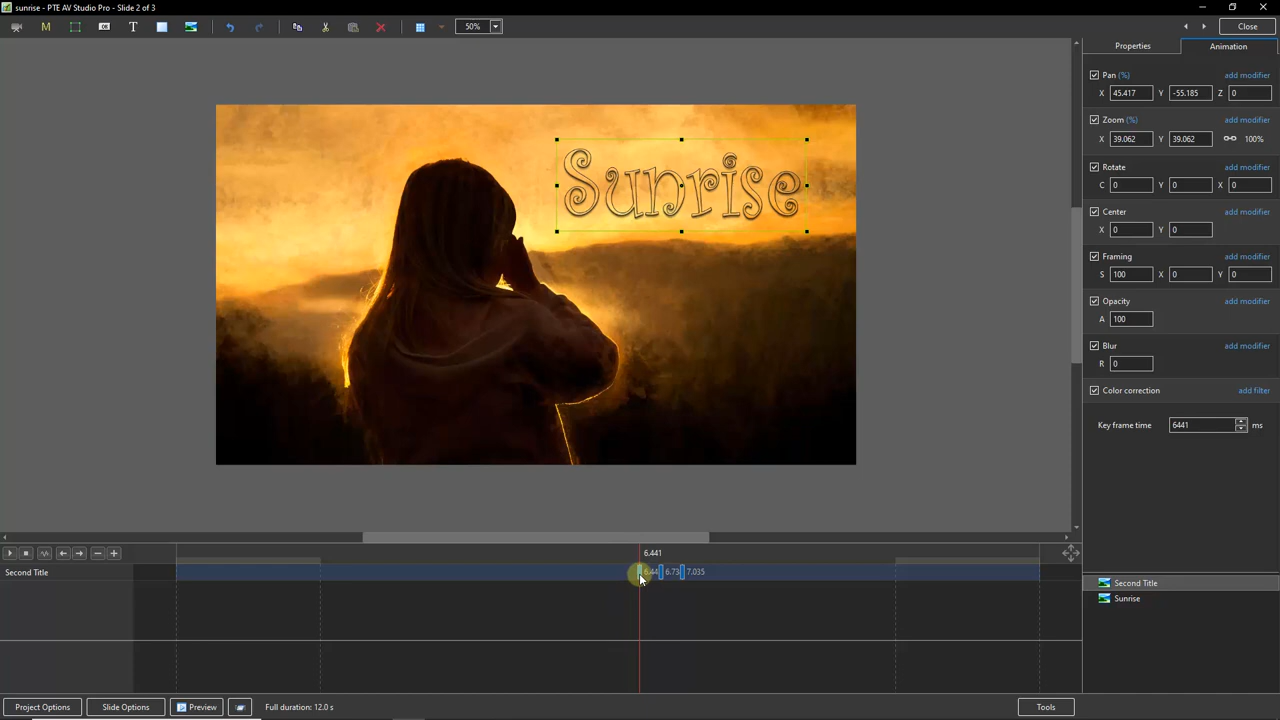 sunrise - PTE AV Studio Pro - Slide 2 of 3
M OK T 50% Close
Properties Animation
Pan (%) add modifier
X 45.417 Y -55.185 Z 0
Zoom (%) add modifier
X 39.062 Y 39.062 100%
Rotate add modifier
C 0 Y 0 X 0
Center add modifier
X 0 Y 0
Framing add modifier
S 100 X 0 Y 0
Opacity add modifier
A 100
Blur add modifier
R 0
Color correction add filter
Key frame time 6441 ms
Sunrise
6.441
Second Title 6.44 6.73 7.035
Second Title
Sunrise
Project Options Slide Options Preview Full duration: 12.0 s Tools